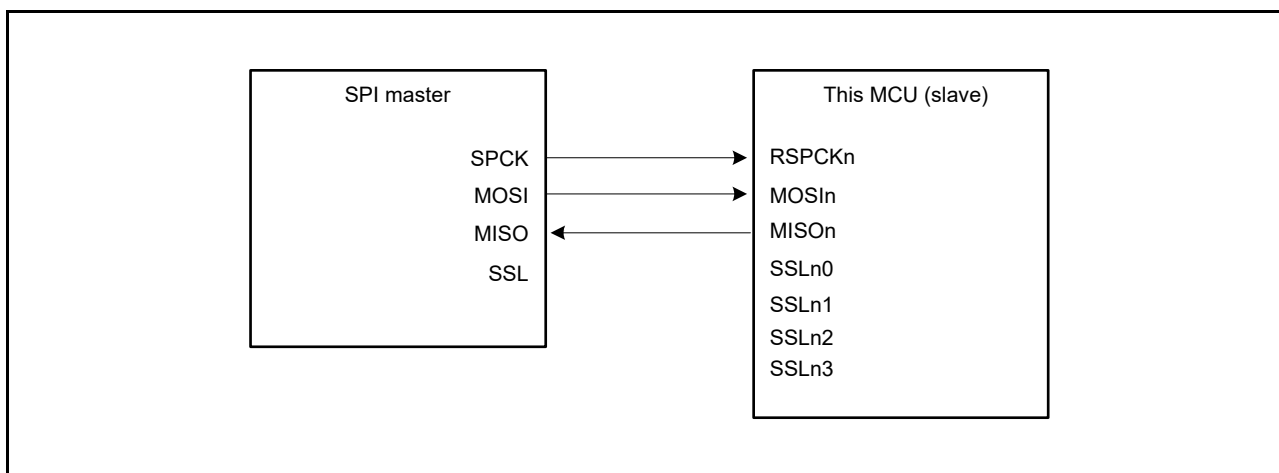 SPI master
SPCK
MOSI
MISO
SSL
This MCU (slave)
RSPCKn
MOSIn
MISOn
SSLn0
SSLn1
SSLn2
SSLn3